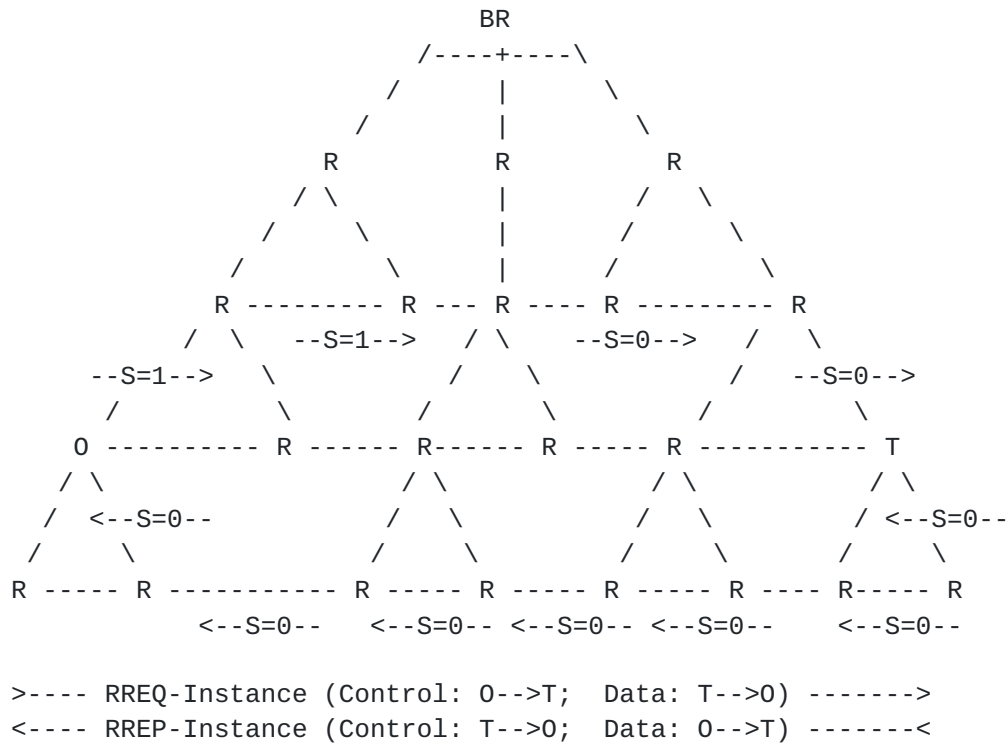 BR
/----+----\
/ | \
/ | \
R R R
/ \ | / \
/ \ | / \
/ \ | / \
R --------- R --- R ---- R --------- R
/ \ --S=1--> / \ --S=0--> / \
--S=1--> \ / \ / --S=0-->
/ \ / \ / \
O ---------- R ------ R------ R ----- R ----------- T
/ \ / \ / \ / \
/ <--S=0-- / \ / \ / <--S=0--
/ \ / \ / \ / \
R ----- R ----------- R ----- R ----- R ----- R ---- R----- R
<--S=0-- <--S=0-- <--S=0-- <--S=0-- <--S=0--
>---- RREQ-Instance (Control: O-->T; Data: T-->O) ------->
<---- RREP-Instance (Control: T-->O; Data: O-->T) -------<